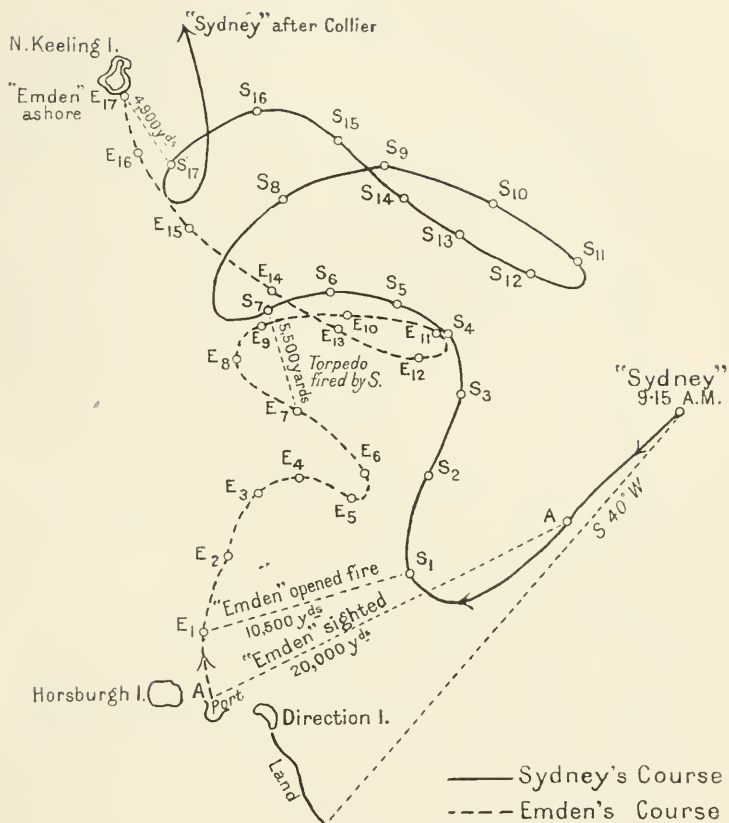 "Sydney" after Collier
N. Keeling I.
"Emden"
ashore
E17
4,900 yds
S16
S15
S17
E16
S9
S8
S14
S10
E15
S13
S11
S12
E14
S6
S5
S7
E10
S4
E9
E13
E11
E8
5,500 yards
Torpedo
fired by S.
E12
"Sydney"
9·15 A.M.
S3
E7
E6
E4
S2
E3
E5
A
S 40° W
E2
S1
"Emden" opened fire
10,500 yds
E1
"Emden" sighted
20,000 yds
Horsburgh I.
A
Port
Direction I.
Land
Sydney's Course
Emden's Course